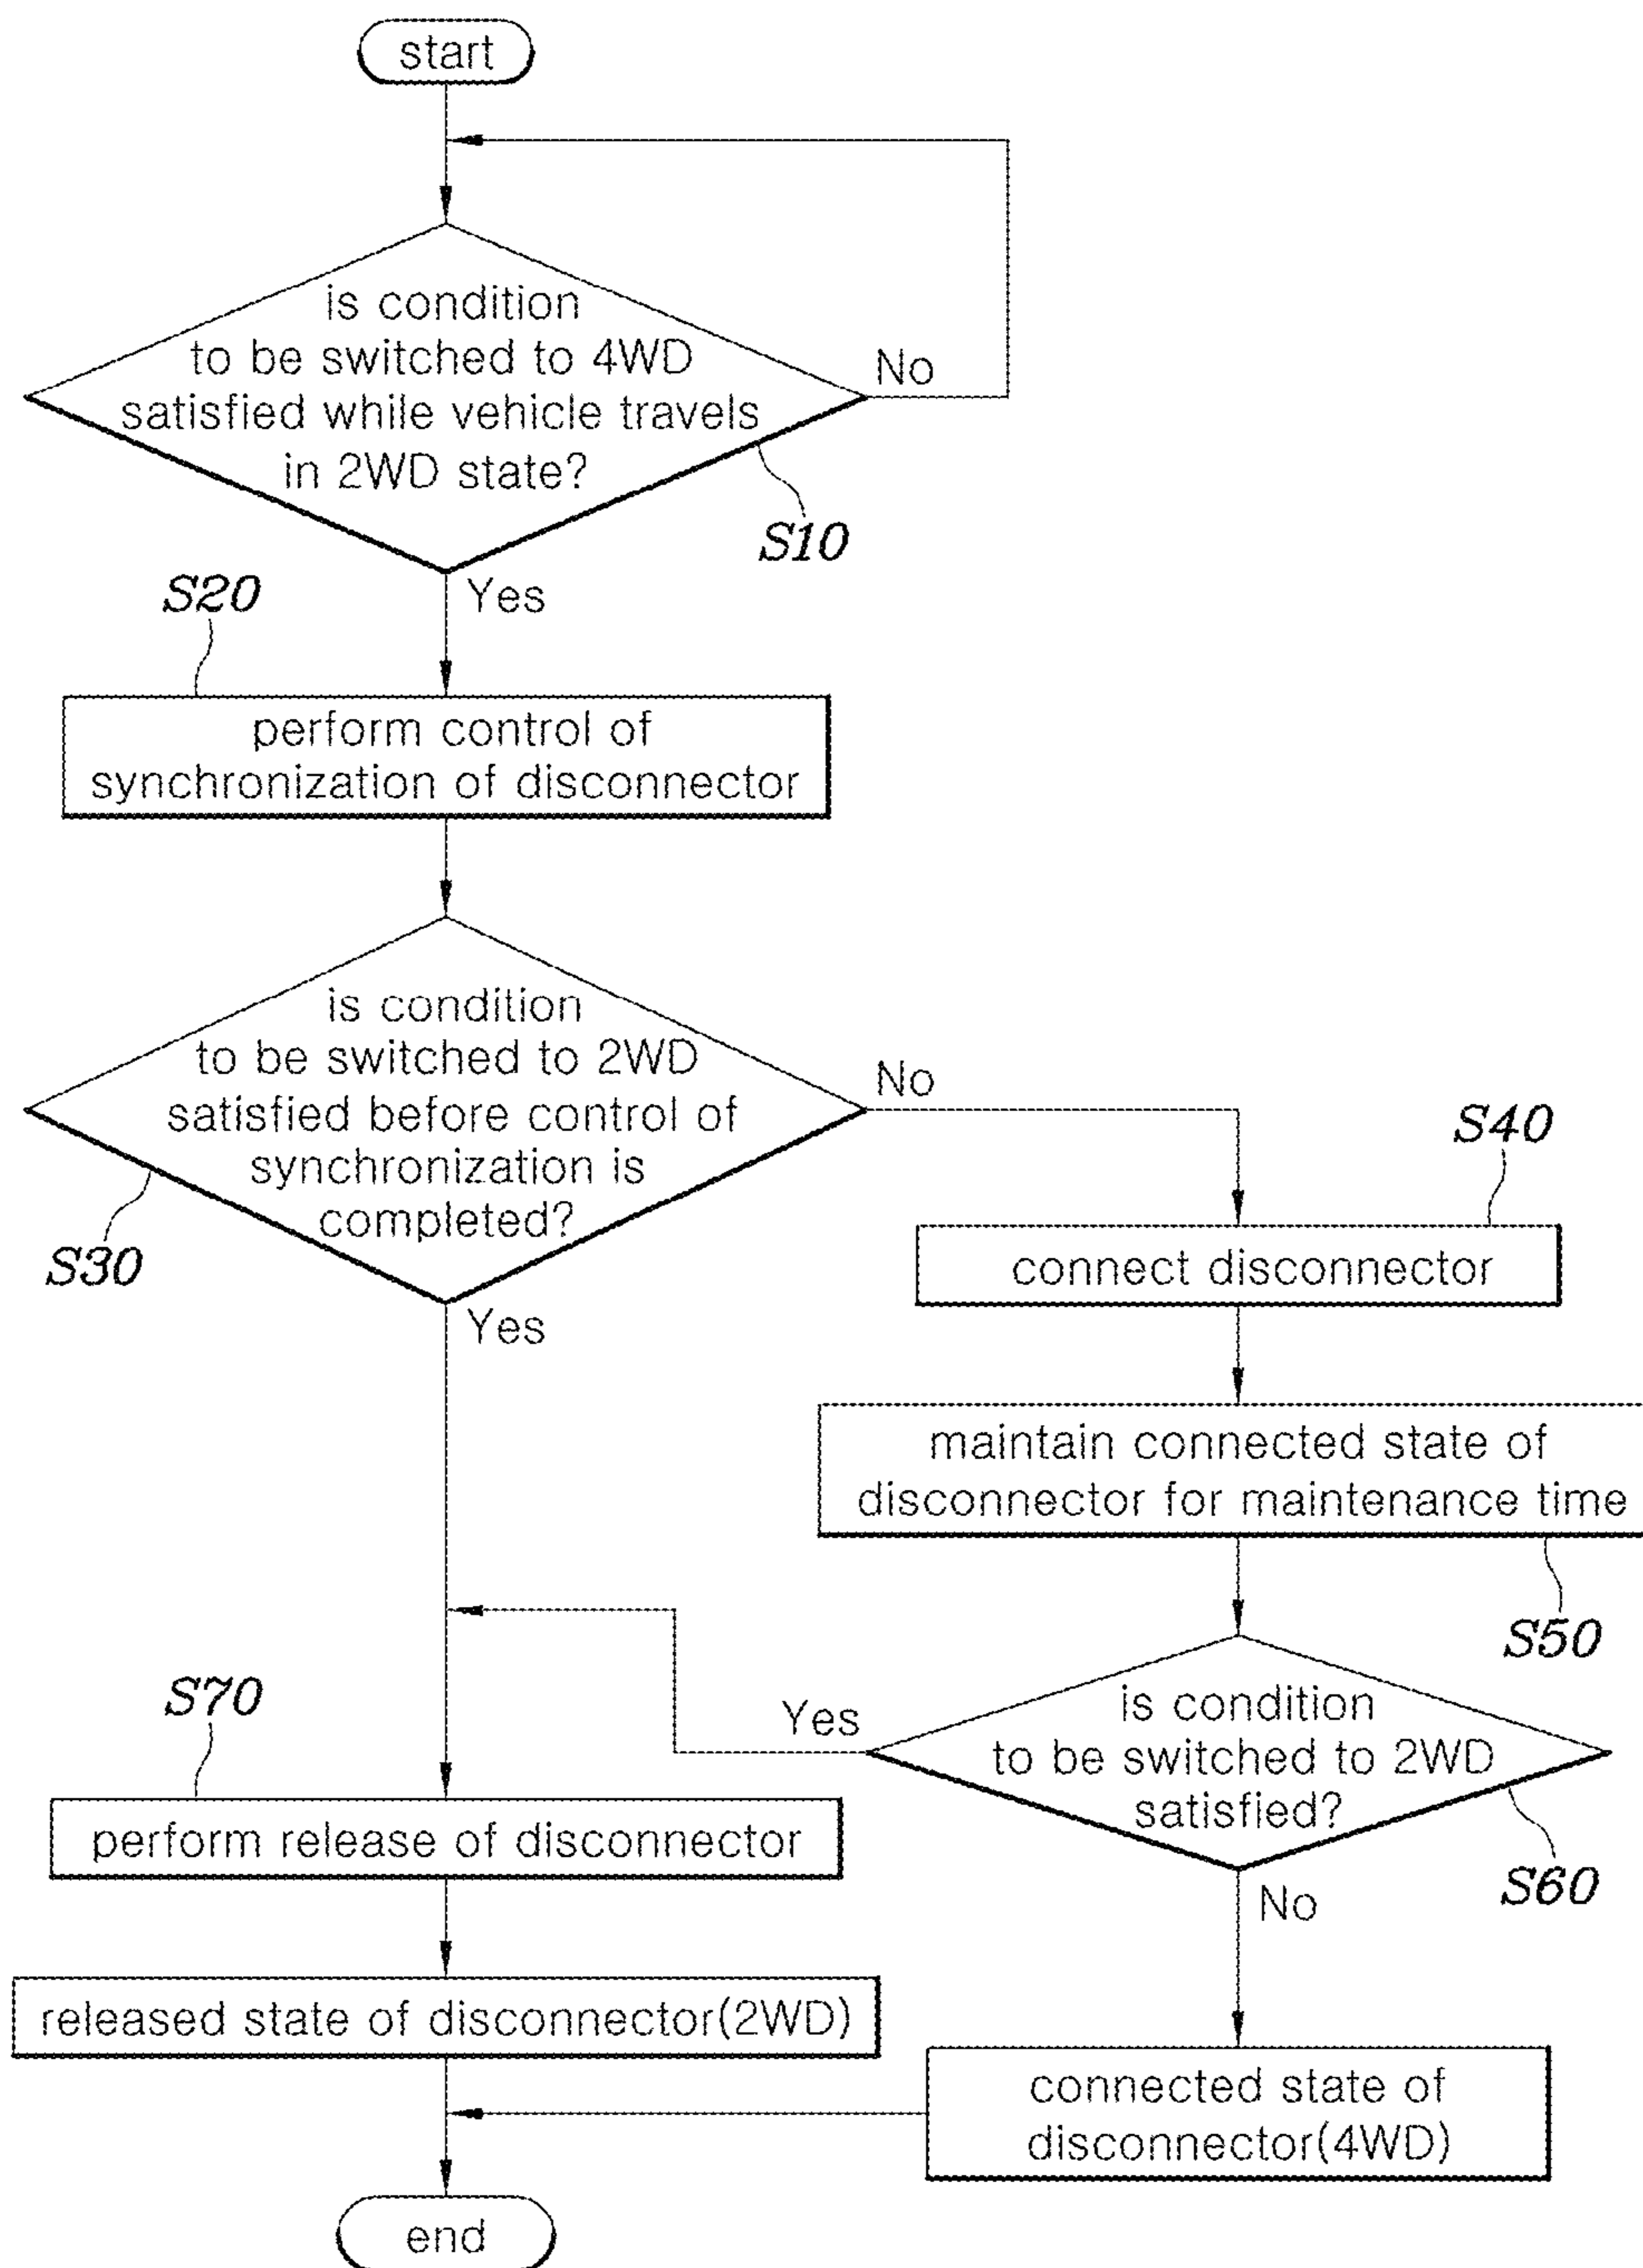 start
is condition
to be switched to 4WD
satisfied while vehicle travels
in 2WD state?
No
S10
Yes
S20
perform control of
synchronization of disconnector
is condition
to be switched to 2WD
satisfied before control of
synchronization is
completed?
No
S30
Yes
S40
connect disconnector
maintain connected state of
disconnector for maintenance time
S50
is condition
to be switched to 2WD
satisfied?
Yes
S60
No
S70
perform release of disconnector
released state of disconnector(2WD)
connected state of
disconnector(4WD)
end